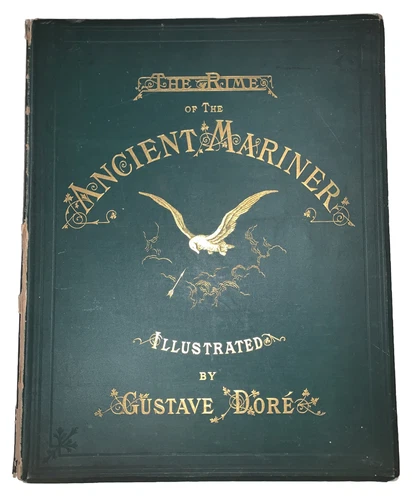 The Rime
of the
Ancient Mariner
Illustrated
by
Gustave Doré